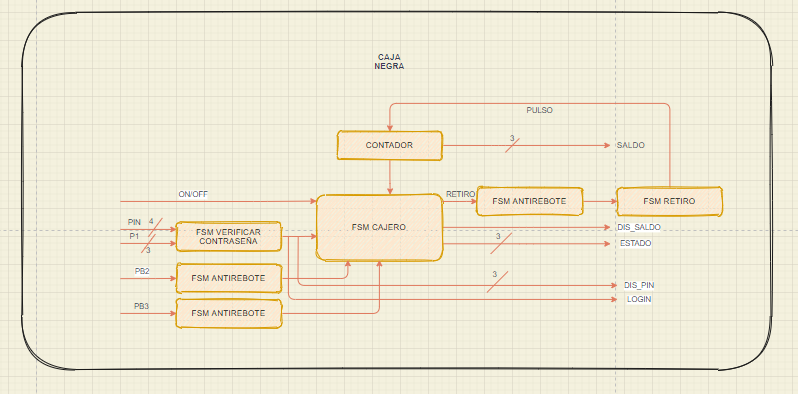 CAJA
NEGRA
PULSO
CONTADOR
3
SALDO
ON/OFF
RETIRO
FSM ANTIREBOTE
FSM RETIRO
PIN
4
P1
3
FSM VERIFICAR
CONTRASEÑA
FSM CAJERO
DIS_SALDO
3
ESTADO
PB2
FSM ANTIREBOTE
3
DIS_PIN
LOGIN
PB3
FSM ANTIREBOTE